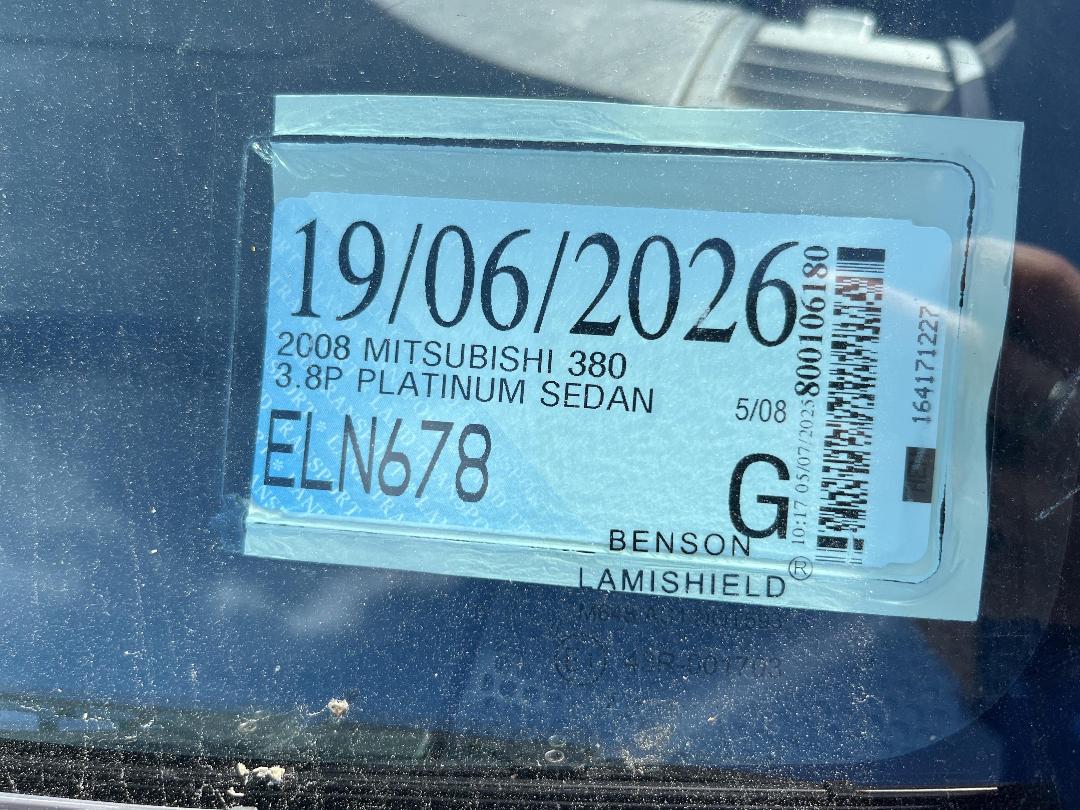 19/06/2026
2008 MITSUBISHI 380
3.8P PLATINUM SEDAN
5/08
ELN678
G
10:17 05/07/2025 800106180
164171227
BENSON
LAMISHIELD®